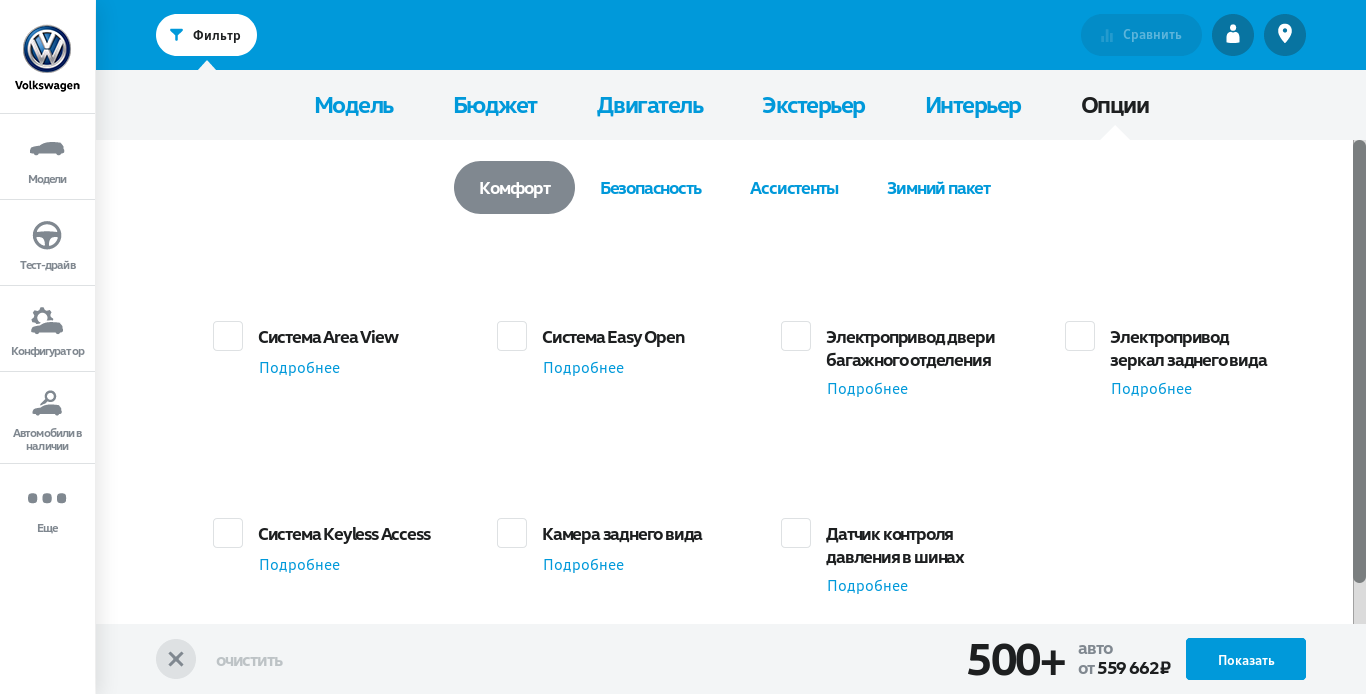 Фильтр
Сравнить
Volkswagen
Модель
Бюджет
Двигатель
Экстерьер
Интерьер
Опции
Модели
Тест-драйв
Конфигуратор
Автомобили в
наличии
Еще
Комфорт
Безопасность
Ассистенты
Зимний пакет
Система Area View
Подробнее
Система Easy Open
Подробнее
Электропривод двери
багажного отделения
Подробнее
Электропривод
зеркал заднего вида
Подробнее
Система Keyless Access
Подробнее
Камера заднего вида
Подробнее
Датчик контроля
давления в шинах
Подробнее
ОЧИСТИТЬ
500+
авто
от 559 662₽
Показать